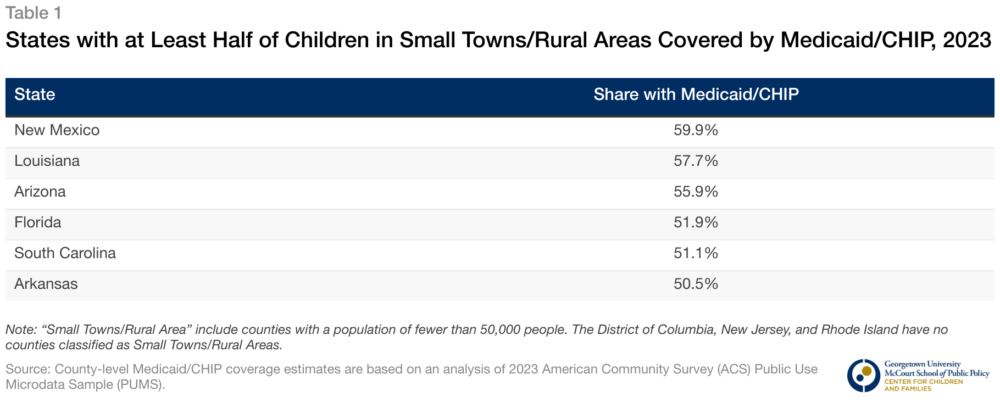 Table 1
States with at Least Half of Children in Small Towns/Rural Areas Covered by Medicaid/CHIP, 2023
State Share with Medicaid/CHIP
New Mexico 59.9%
Louisiana 57.7%
Arizona 55.9%
Florida 51.9%
South Carolina 51.1%
Arkansas 50.5%
Note: “Small Towns/Rural Area” include counties with a population of fewer than 50,000 people. The District of Columbia, New Jersey, and Rhode Island have no
counties classified as Small Towns/Rural Areas.
Source: County-level Medicaid/CHIP coverage estimates are based on an analysis of 2023 American Community Survey (ACS) Public Use
Microdata Sample (PUMS).
Georgetown University
McCourt School of Public Policy
CENTER FOR CHILDREN
AND FAMILIES